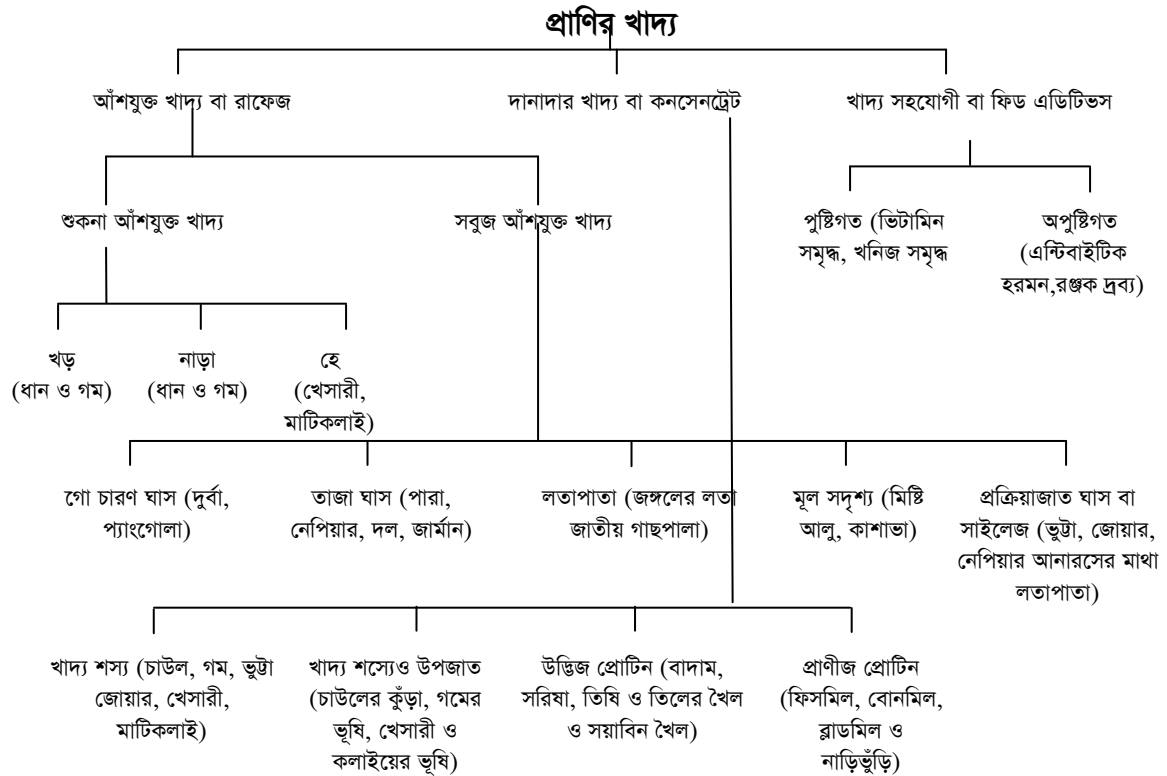 প্রাণির খাদ্য
আঁশযুক্ত খাদ্য বা রাফেজ
দানাদার খাদ্য বা কনসেনট্রেট
খাদ্য সহযোগী বা ফিড এডিটিভস
শুকনা আঁশযুক্ত খাদ্য
সবুজ আঁশযুক্ত খাদ্য
পুষ্টিগত (ভিটামিন
সমৃদ্ধ, খনিজ সমৃদ্ধ
অপুষ্টিগত
(এন্টিবাইটিক
হরমন,রঞ্জক দ্রব্য)
খড়
(ধান ও গম)
নাড়া
(ধান ও গম)
হে
(খেসারী,
মাটিকলাই)
গো চারণ ঘাস (দুর্বা,
প্যাংগোলা)
তাজা ঘাস (পারা,
নেপিয়ার, দল, জার্মান)
লতাপাতা (জঙ্গলের লতা
জাতীয় গাছপালা)
মূল সদৃশ্য (মিষ্টি
আলু, কাশাভা)
প্রক্রিয়াজাত ঘাস বা
সাইলেজ (ভুট্টা, জোয়ার,
নেপিয়ার আনারসের মাথা
লতাপাতা)
খাদ্য শস্য (চাউল, গম, ভুট্টা
জোয়ার, খেসারী,
মাটিকলাই)
খাদ্য শস্যেও উপজাত
(চাউলের কুঁড়া, গমের
ভূষি, খেসারী ও
কলাইয়ের ভূষি)
উদ্ভিজ প্রোটিন (বাদাম,
সরিষা, তিষি ও তিলের খৈল
ও সয়াবিন খৈল)
প্রাণীজ প্রোটিন
(ফিসমিল, বোনমিল,
ব্লাডমিল ও
নাড়িভুঁড়ি)